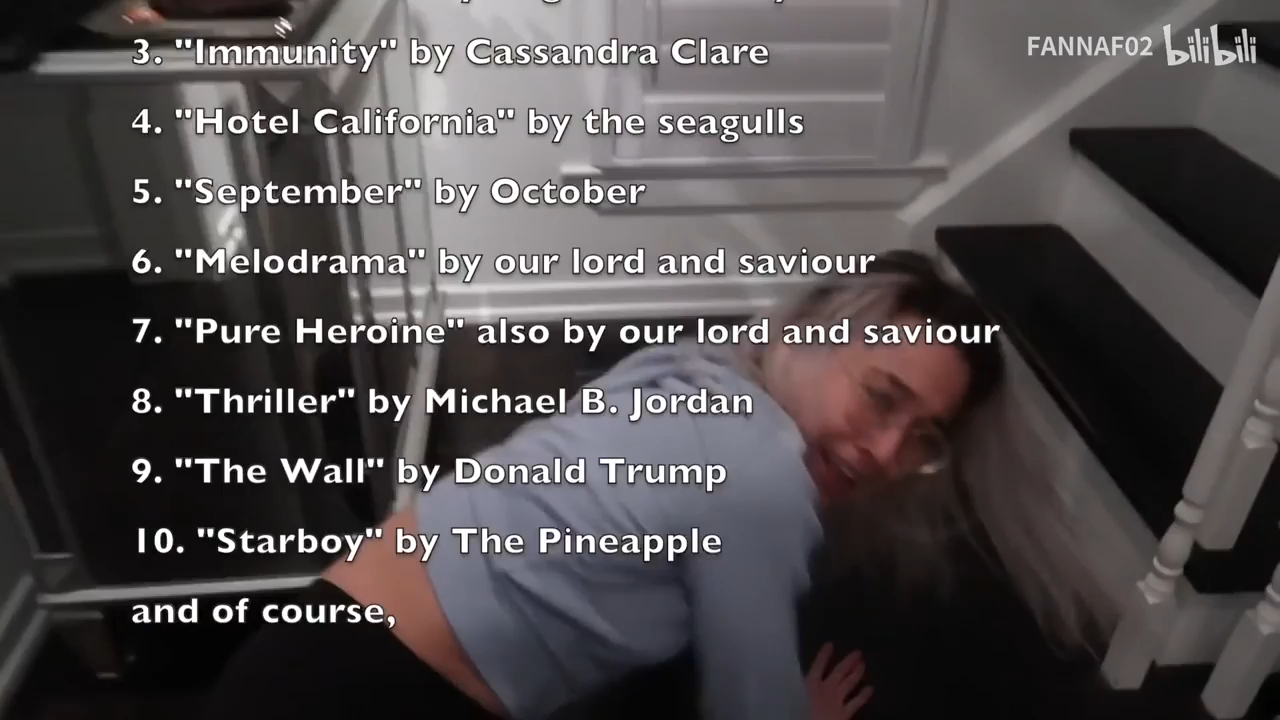 FANNAF02 bilibili
3. "Immunity" by Cassandra Clare
4. "Hotel California" by the seagulls
5. "September" by October
6. "Melodrama" by our lord and saviour
7. "Pure Heroine" also by our lord and saviour
8. "Thriller" by Michael B. Jordan
9. "The Wall" by Donald Trump
10. "Starboy" by The Pineapple
and of course,